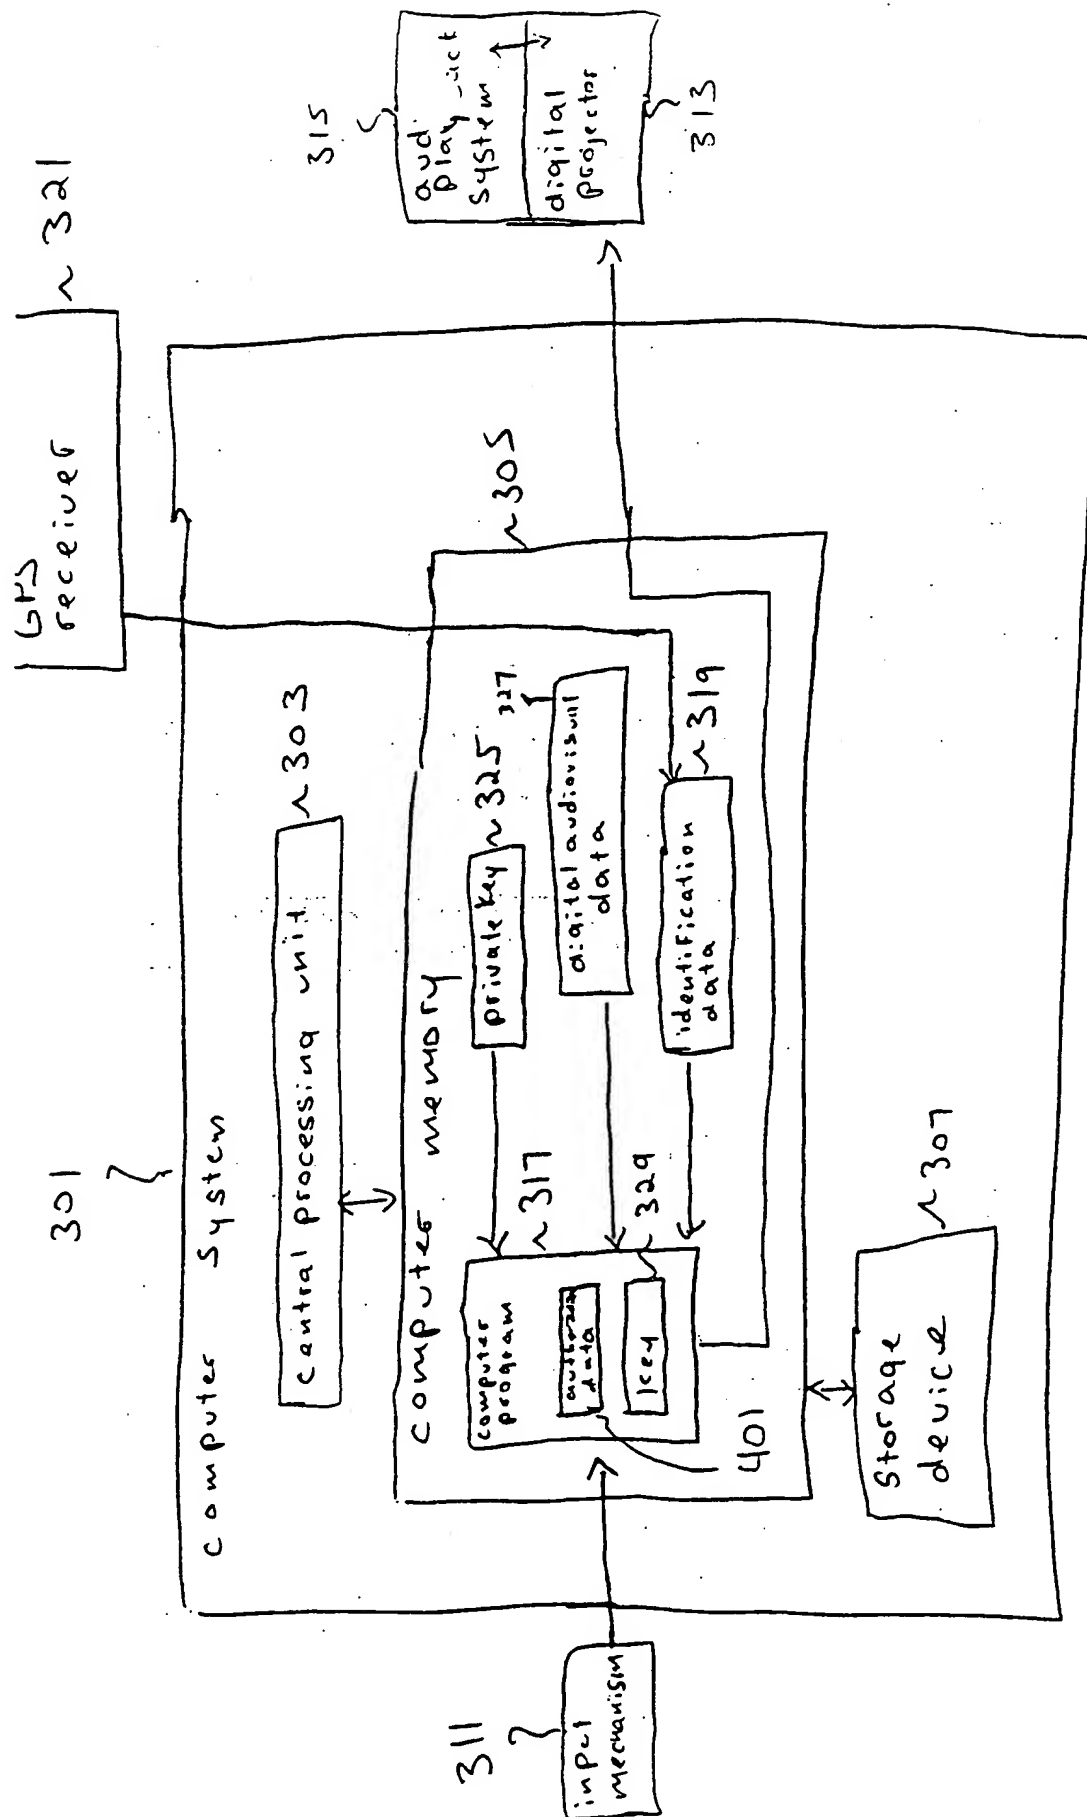 GPS
receiver
~ 321
315
aud
play
system
digital
projector
313
301
computer system
central processing unit
~ 303
computer memory
~ 305
private key
~ 325
327
digital audiovisual
data
identification
data
~ 319
computer
program
~ 317
data
key
~ 329
401
311
mechanism
storage
device
~ 307